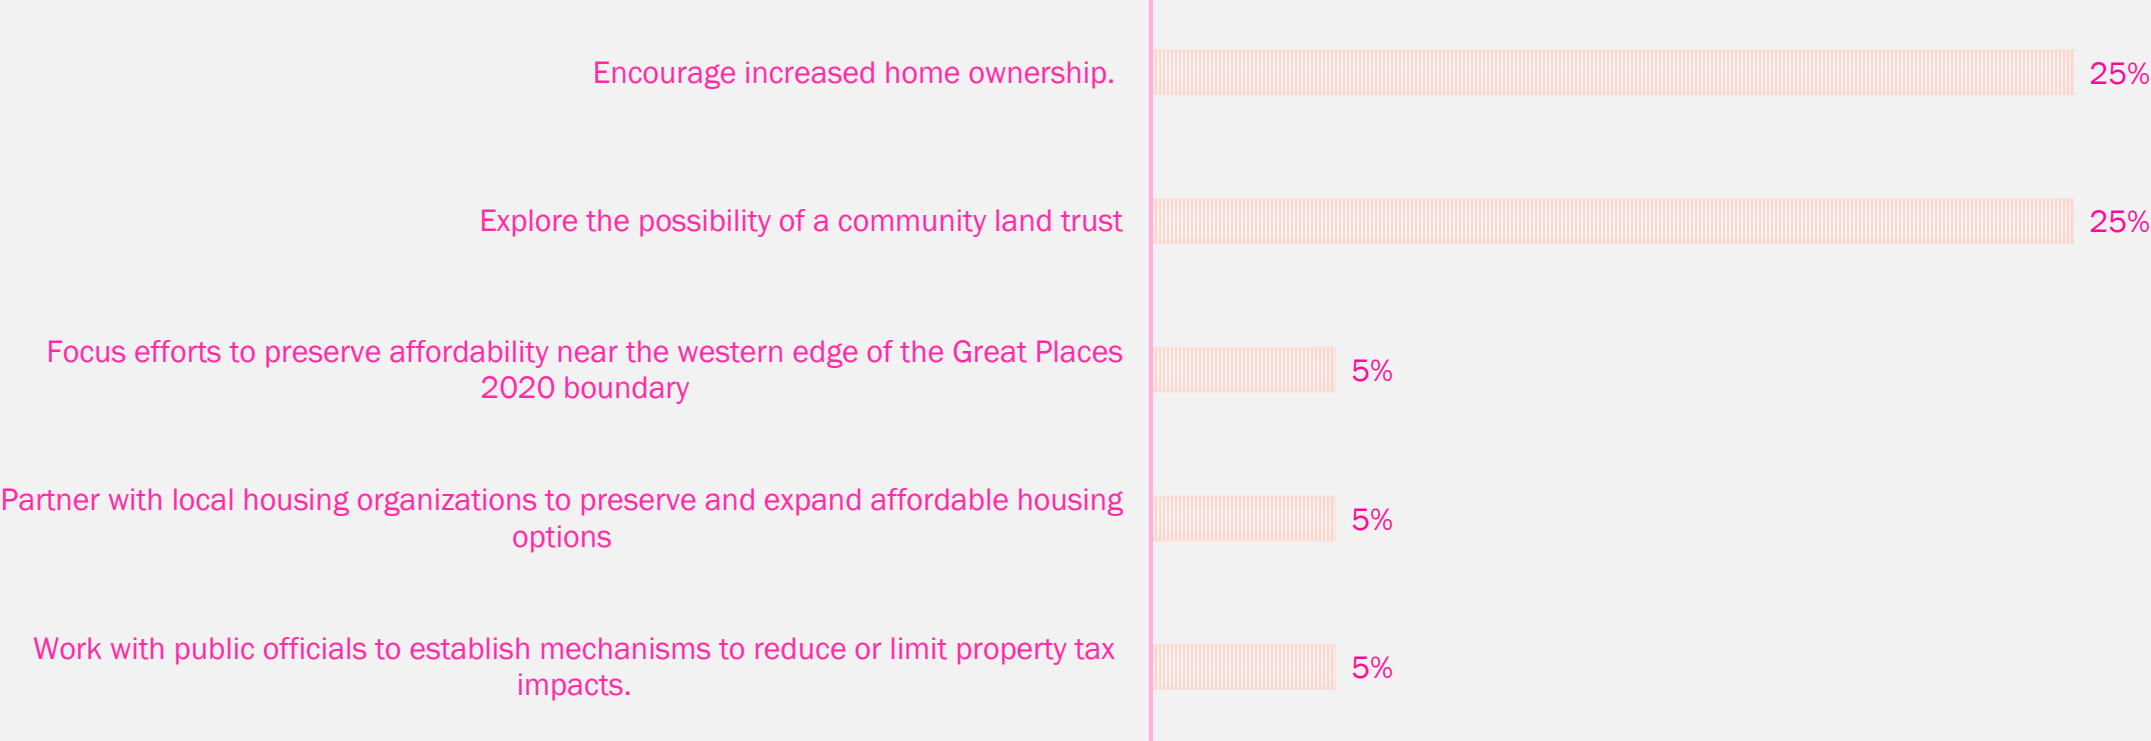 Encourage increased home ownership.
25%
Explore the possibility of a community land trust
25%
Focus efforts to preserve affordability near the western edge of the Great Places
2020 boundary
5%
Partner with local housing organizations to preserve and expand affordable housing
options
5%
Work with public officials to establish mechanisms to reduce or limit property tax
impacts.
5%